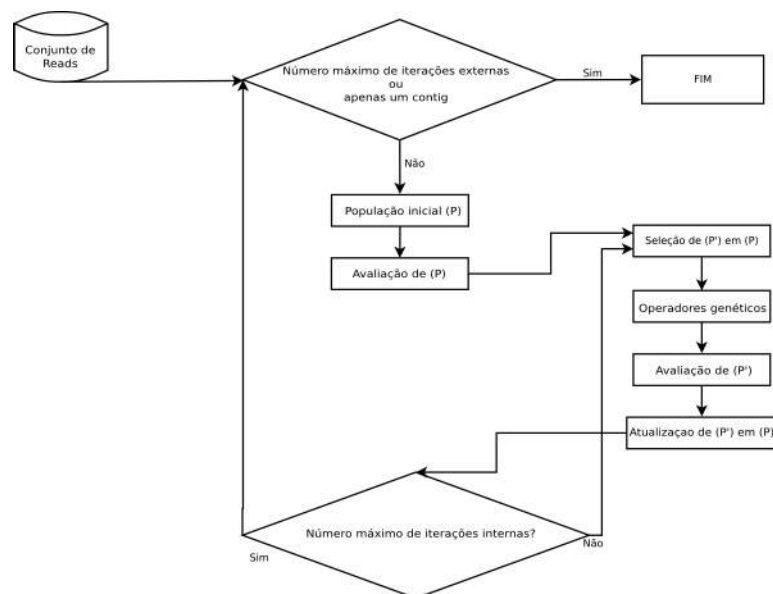 Conjunto de
Reads
Número máximo de iterações externas
ou
apenas um contig
Sim
FIM
Não
População inicial (P)
Avaliação de (P)
Seleção de (P') em (P)
Operadores genéticos
Avaliação de (P')
Atualizaçao de (P') em (P)
Número máximo de iterações internas?
Não
Sim